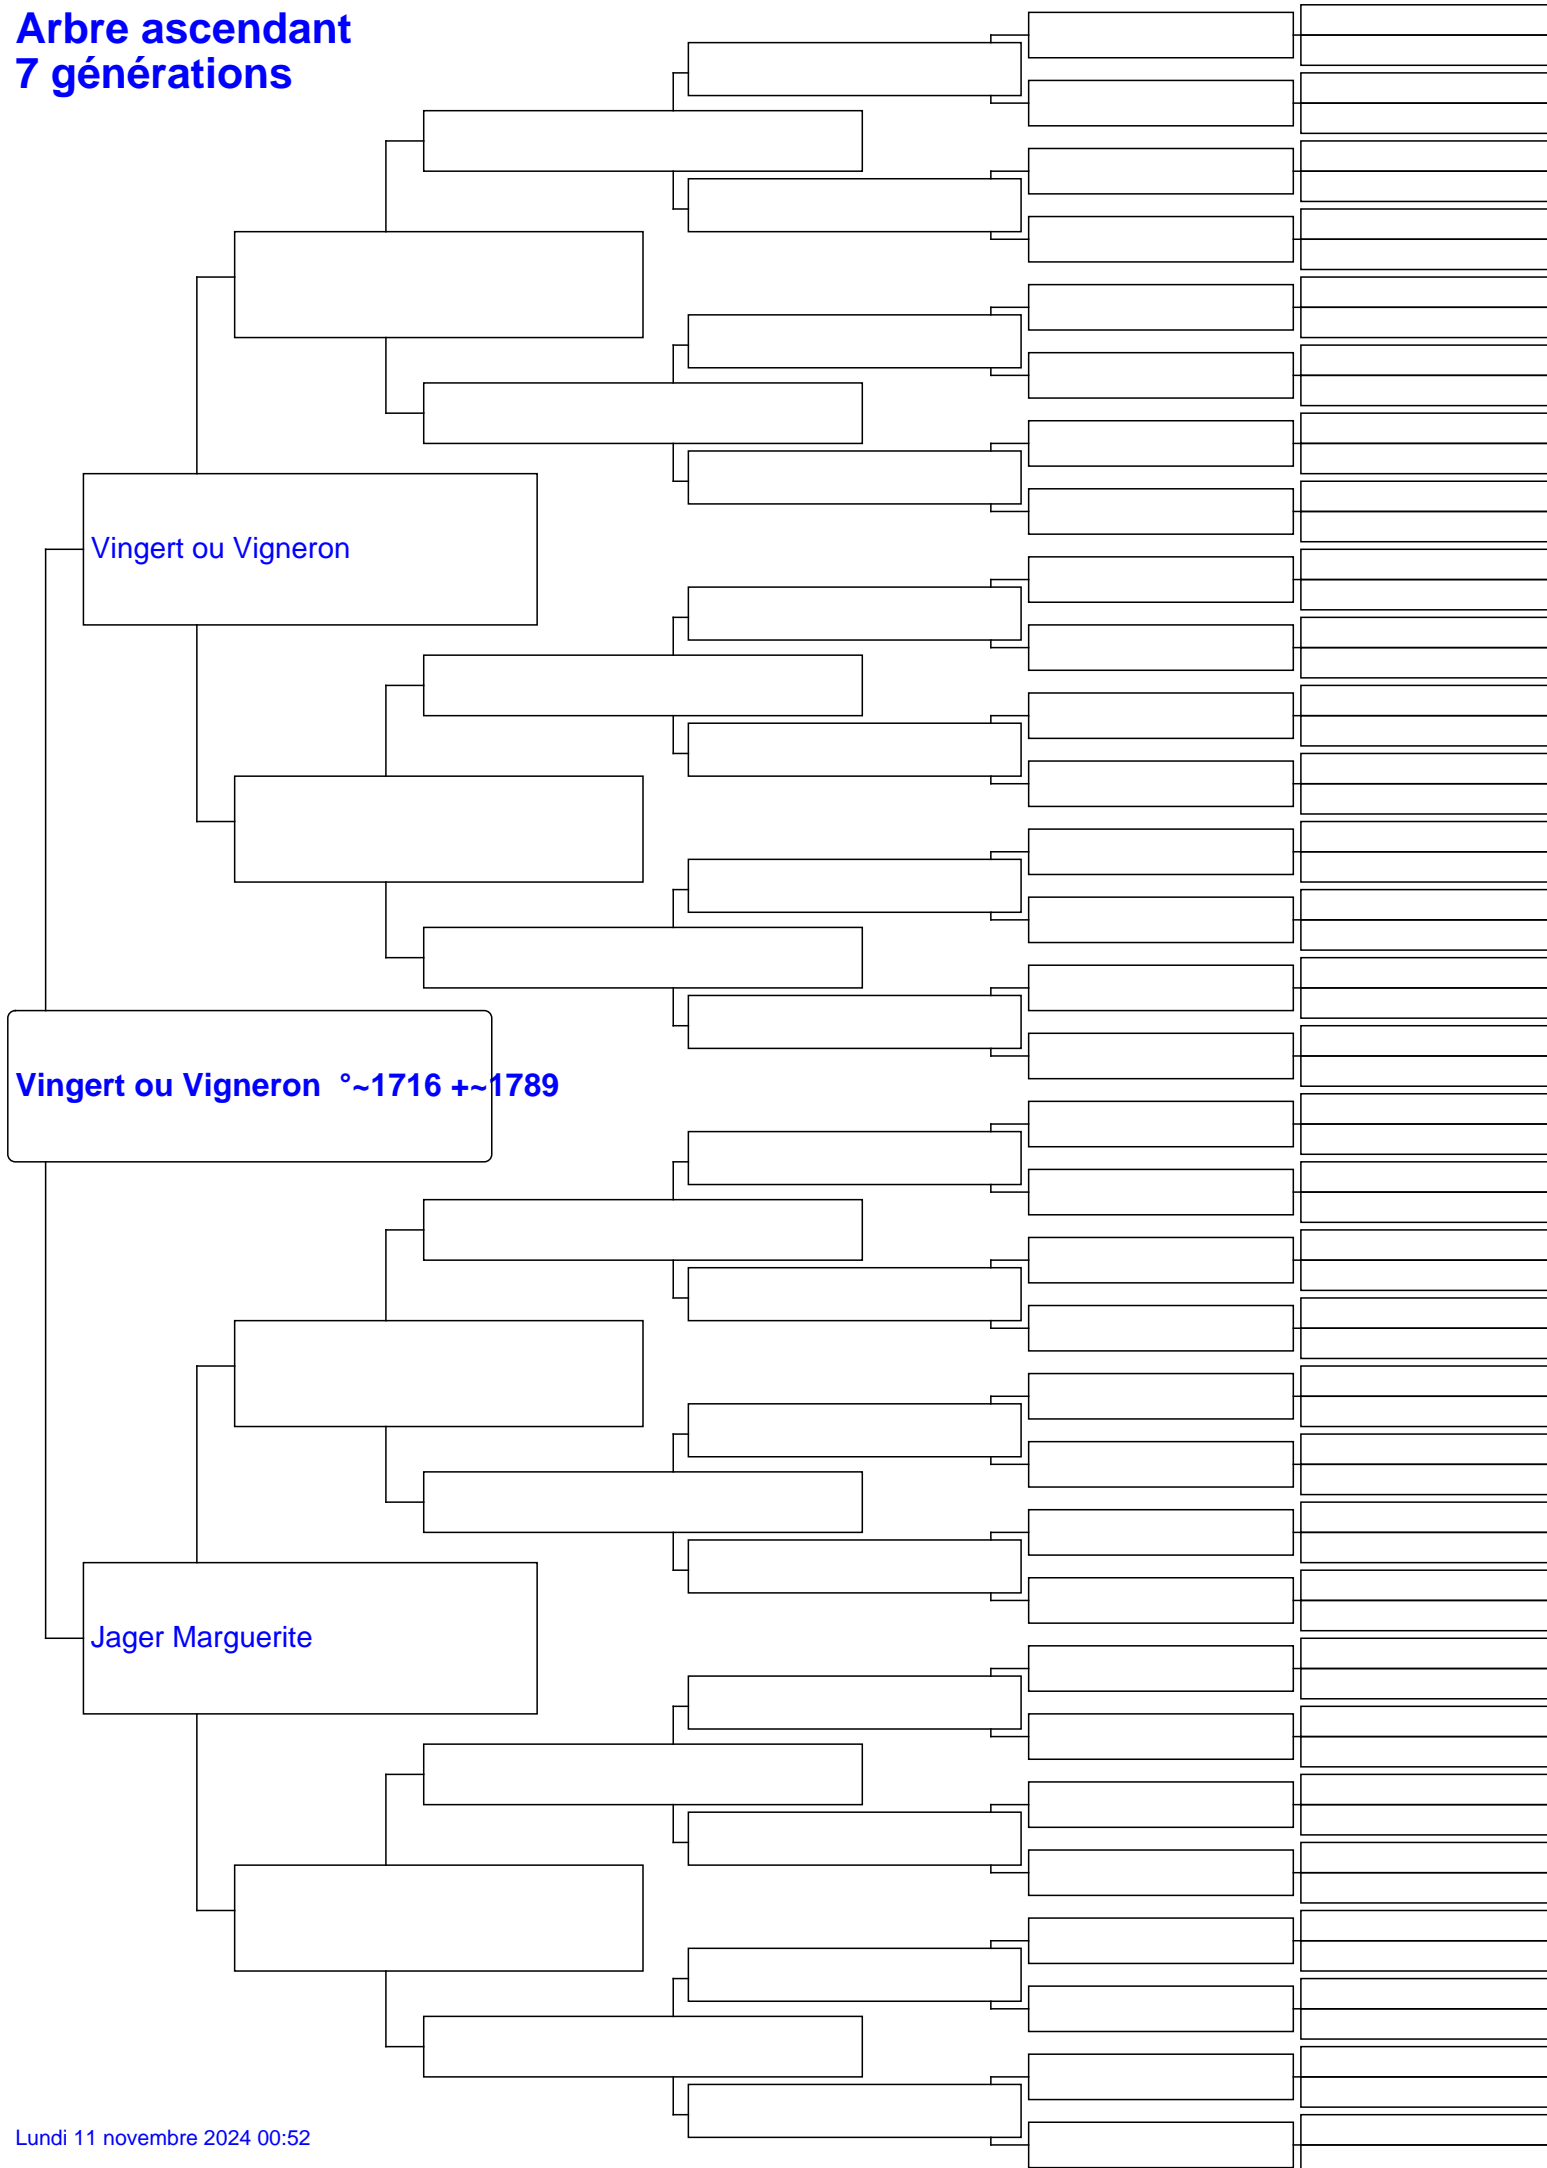 Arbre ascendant
7 générations
Vingert ou Vigneron
Vingert ou Vigneron °~1716 +~1789
Jager Marguerite
Lundi 11 novembre 2024 00:52